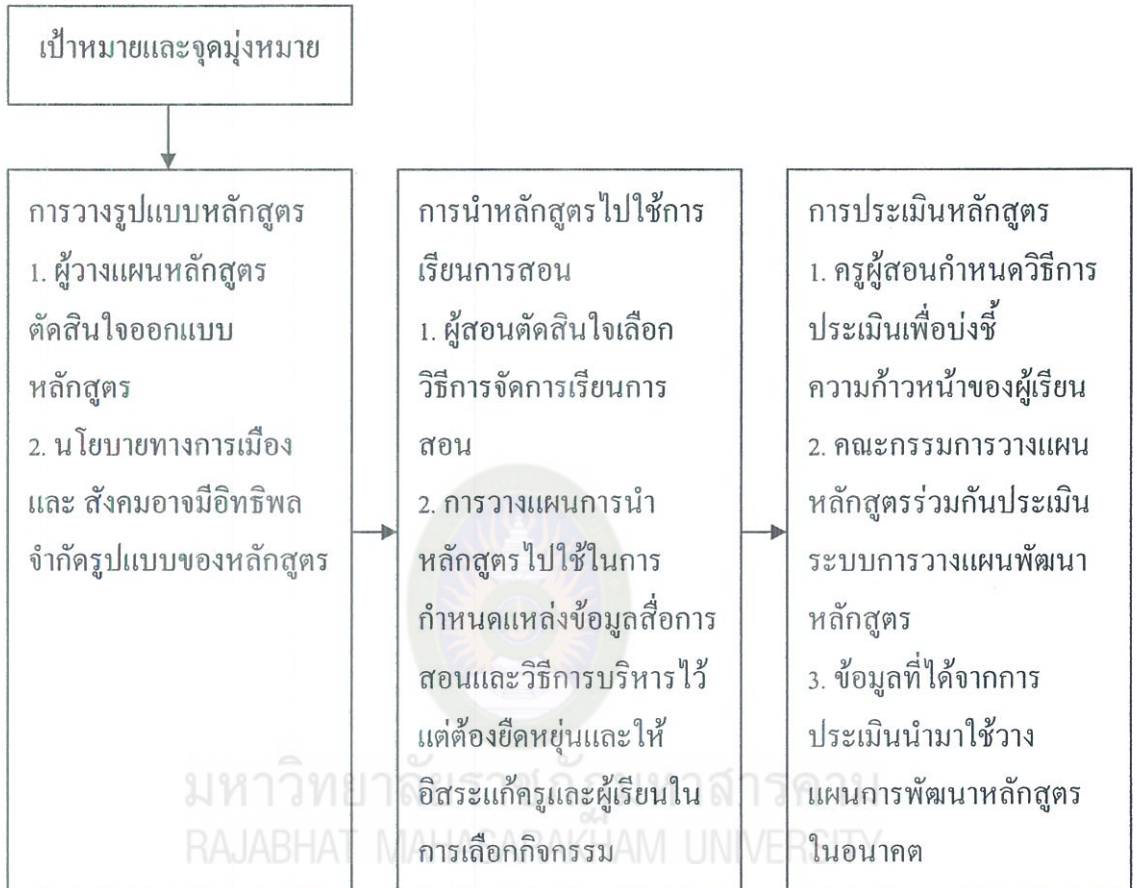 เป้าหมายและจุดมุ่งหมาย
การวางรูปแบบหลักสูตร
1. ผู้วางแผนหลักสูตร
ตัดสินใจออกแบบ
หลักสูตร
2. นโยบายทางการเมือง
และ สังคมอาจมีอิทธิพล
จำกัดรูปแบบของหลักสูตร
การนำหลักสูตรไปใช้การ
เรียนการสอน
1. ผู้สอนตัดสินใจเลือก
วิธีการจัดการเรียนการ
สอน
2. การวางแผนการนำ
หลักสูตรไปใช้ในการ
กำหนดแหล่งข้อมูลสื่อการ
สอนและวิธีการบริหารไว้
แต่ต้องยืดหยุ่นและให้
อิสระแก้ครูและผู้เรียนใน
การเลือกกิจกรรม
การประเมินหลักสูตร
1. ครูผู้สอนกำหนดวิธีการ
ประเมินเพื่อบ่งชี้
ความก้าวหน้าของผู้เรียน
2. คณะกรรมการวางแผน
หลักสูตรร่วมกันประเมิน
ระบบการวางแผนพัฒนา
หลักสูตร
3. ข้อมูลที่ได้จากการ
ประเมินนำมาใช้วาง
แผนการพัฒนาหลักสูตร
ในอนาคต
มหาวิทยาลัยราชภัฏมหาสารคาม
RAJABHAT MAHASARAKHAM UNIVERSITY